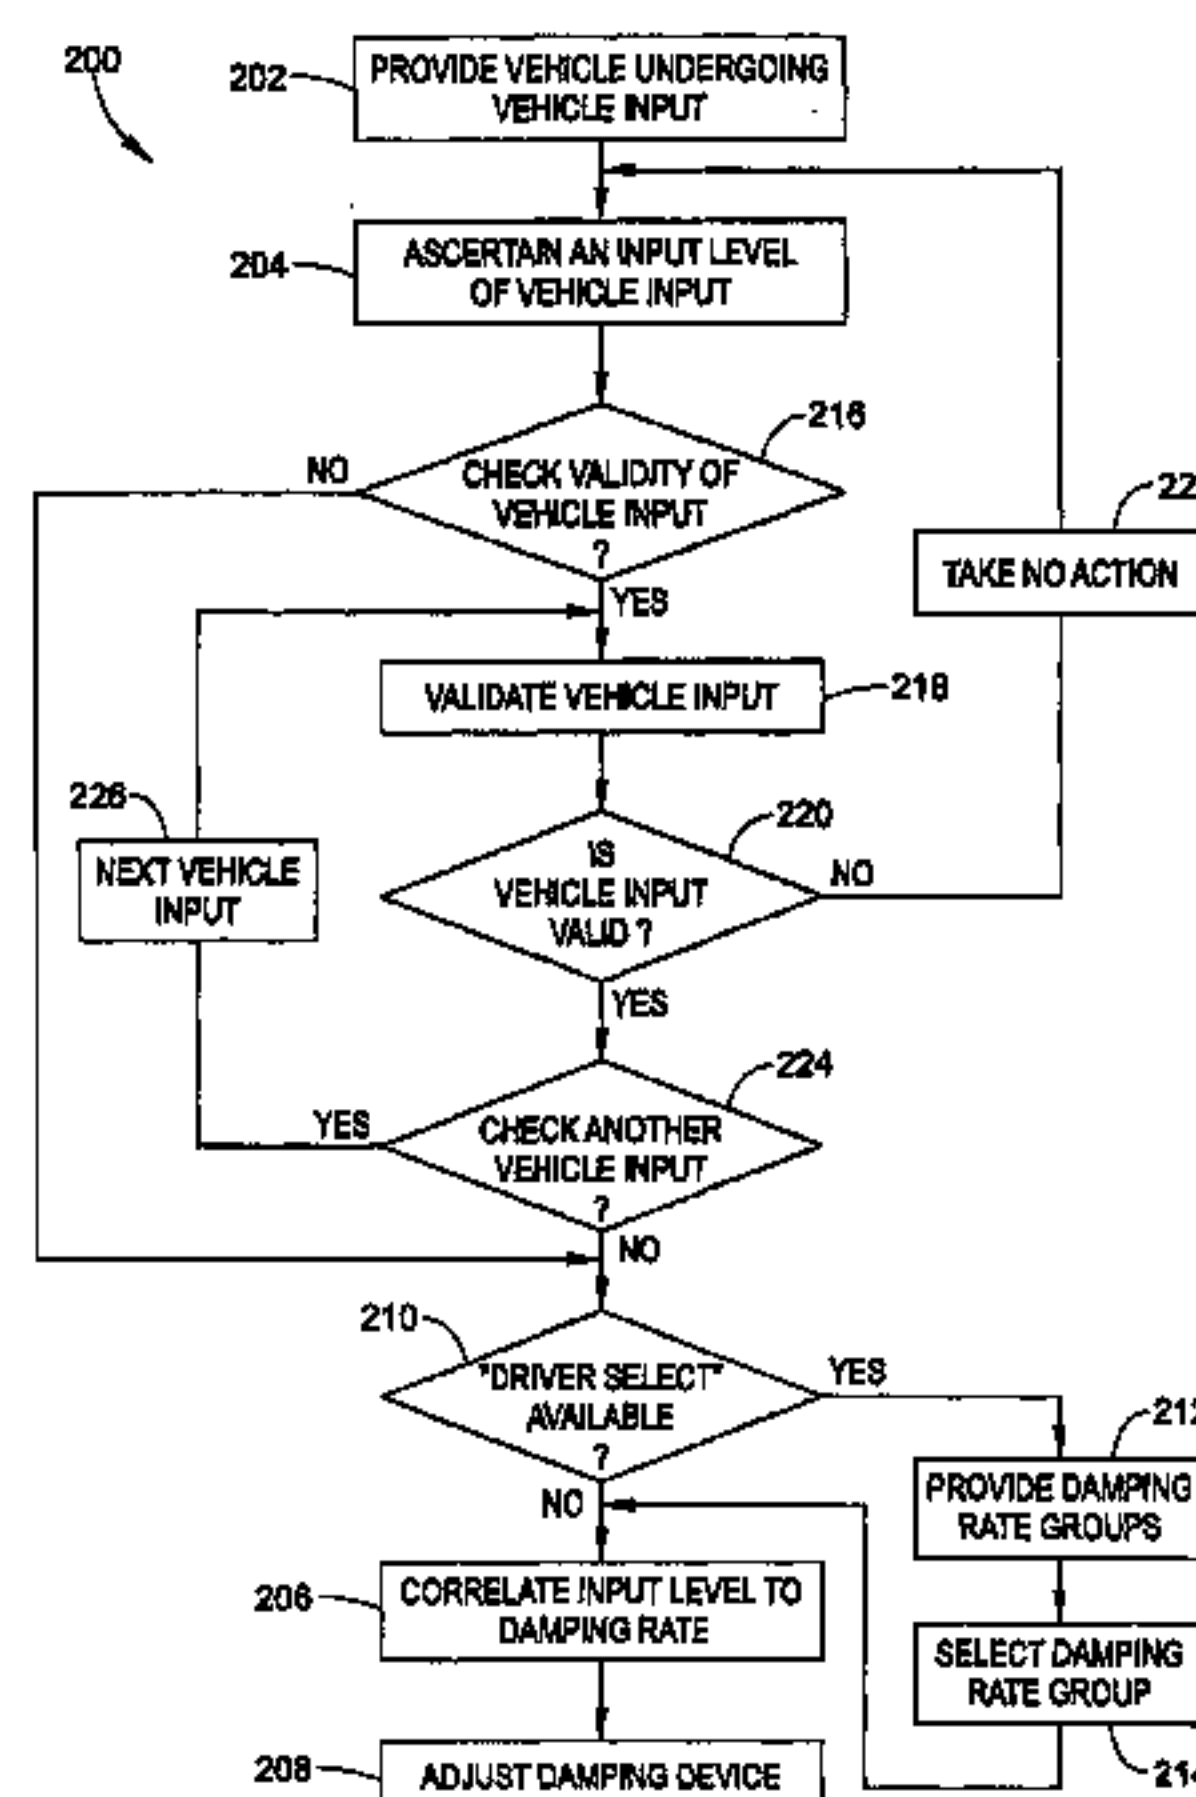 200
202
PROVIDE VEHICLE UNDERGOING
VEHICLE INPUT
204
ASCERTAIN AN INPUT LEVEL
OF VEHICLE INPUT
216
NO
CHECK VALIDITY OF
VEHICLE INPUT
?
YES
TAKE NO ACTION
VALIDATE VEHICLE INPUT
218
226
NEXT VEHICLE
INPUT
220
IS
VEHICLE INPUT
VALID ?
NO
YES
224
YES
CHECK ANOTHER
VEHICLE INPUT
?
NO
210
"DRIVER SELECT"
AVAILABLE
?
YES
NO
212
PROVIDE DAMPING
RATE GROUPS
206
CORRELATE INPUT LEVEL TO
DAMPING RATE
SELECT DAMPING
RATE GROUP
214
208
ADJUST DAMPING DEVICE